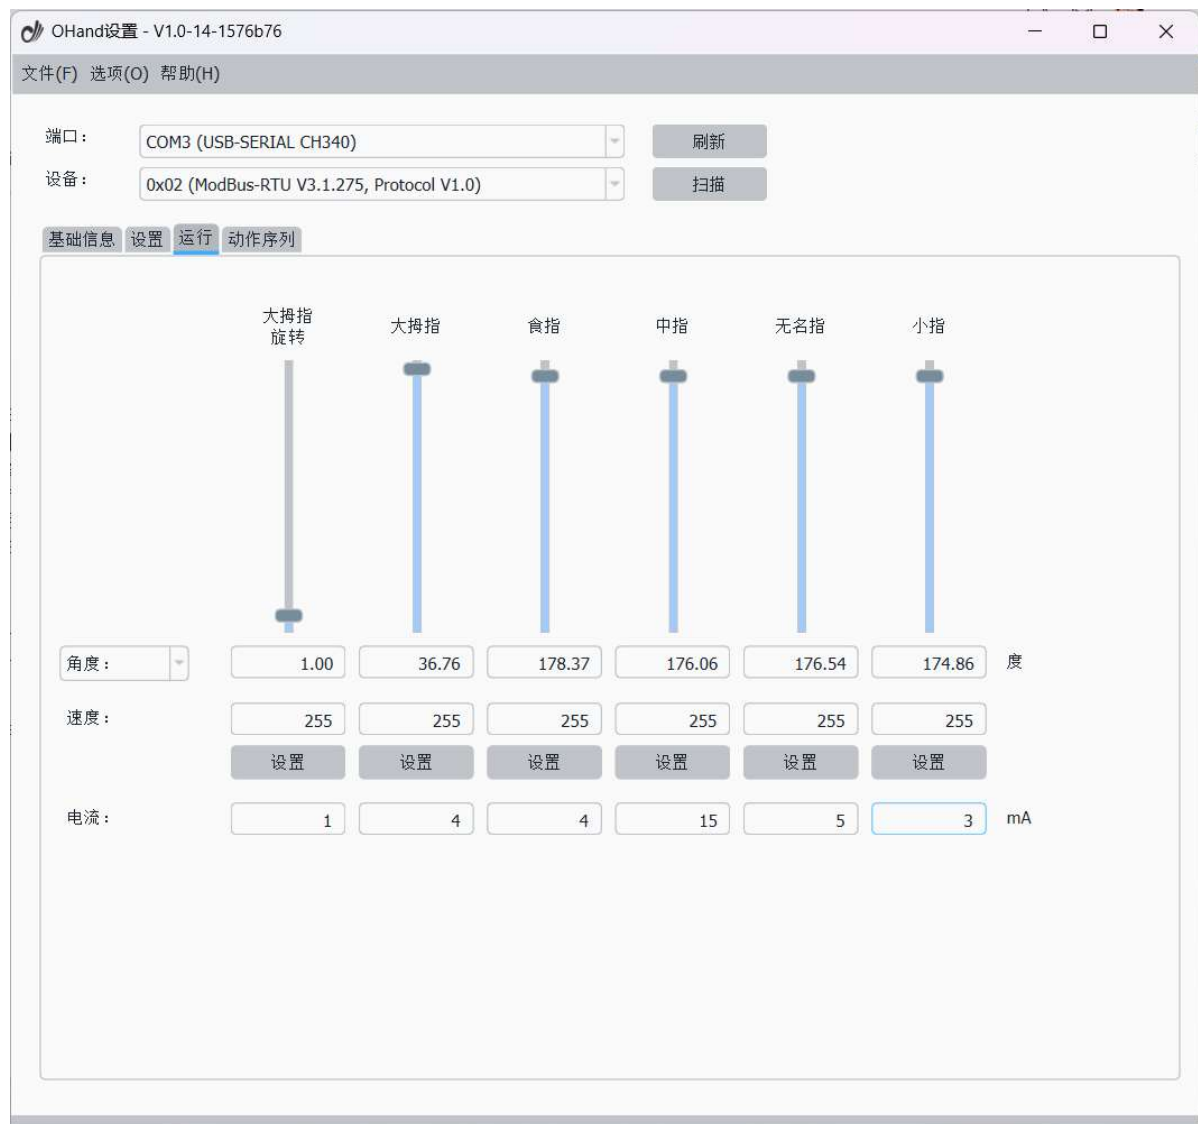 OHand设置 - V1.0-14-1576b76
文件(F) 选项(O) 帮助(H)
端口： COM3 (USB-SERIAL CH340) 刷新
设备： 0x02 (ModBus-RTU V3.1.275, Protocol V1.0) 扫描
基础信息 设置 运行 动作序列
大拇指旋转 大拇指 食指 中指 无名指 小指
角度： 1.00 36.76 178.37 176.06 176.54 174.86 度
速度： 255 255 255 255 255 255
设置 设置 设置 设置 设置 设置
电流： 1 4 4 15 5 3 mA